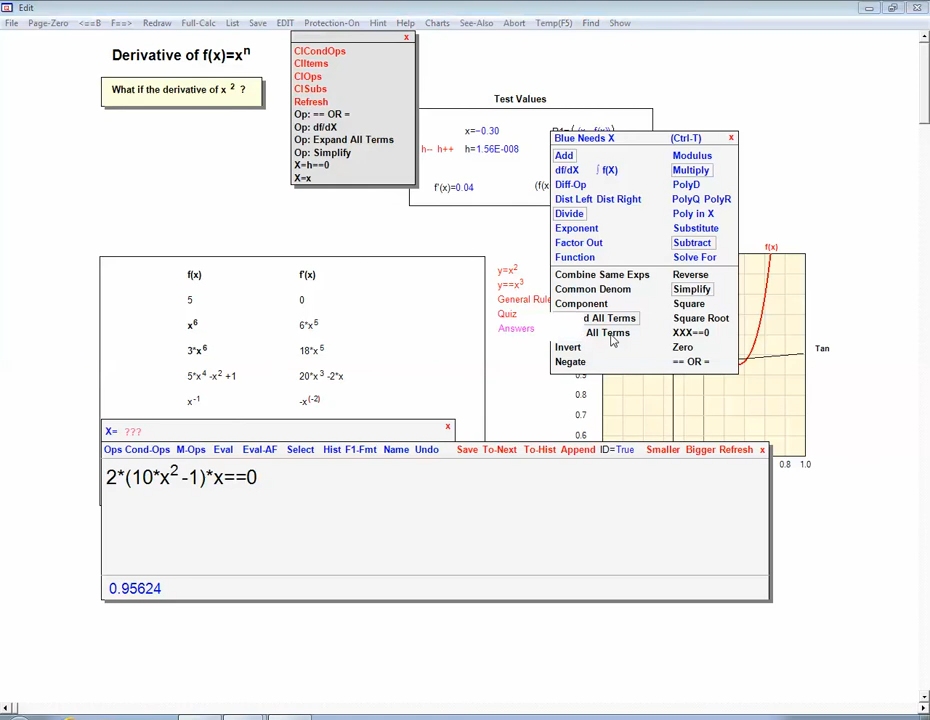 Edit
File Page-Zero <==B F==> Redraw Full-Calc List Save EDIT Protection-On Hint Help Charts See-Also Abort Temp(F5) Find Show
Derivative of f(x)=xⁿ
What if the derivative of x ² ?
x
ClCondOps
ClItems
ClOps
ClSubs
Refresh
Op: == OR =
Op: df/dX
Op: Expand All Terms
Op: Simplify
X=h==0
X=x
Test Values
x=-0.30
h-- h++ h=1.56E-008
f'(x)=0.04
Blue Needs X (Ctrl-T) x
Add Modulus
df/dX ∫ f(X) Multiply
Diff-Op PolyD
Dist Left Dist Right PolyQ PolyR
Divide Poly in X
Exponent Substitute
Factor Out Subtract
Function Solve For
Combine Same Exps Reverse
Common Denom Simplify
Component Square
d All Terms Square Root
All Terms XXX==0
Invert Zero
Negate == OR =
f(x) f'(x)
5 0
x⁶ 6*x⁵
3*x⁶ 18*x⁵
5*x⁴ -x² +1 20*x³ -2*x
x⁻¹ -x⁽⁻²⁾
y=x²
y==x³
General Rule
Quiz
Answers
f(x)
Tan
0.9
0.8
0.7
0.6
0.8 1.0
X= ??? x
Ops Cond-Ops M-Ops Eval Eval-AF Select Hist F1-Fmt Name Undo Save To-Next To-Hist Append ID=True Smaller Bigger Refresh x
2*(10*x²-1)*x==0
0.95624